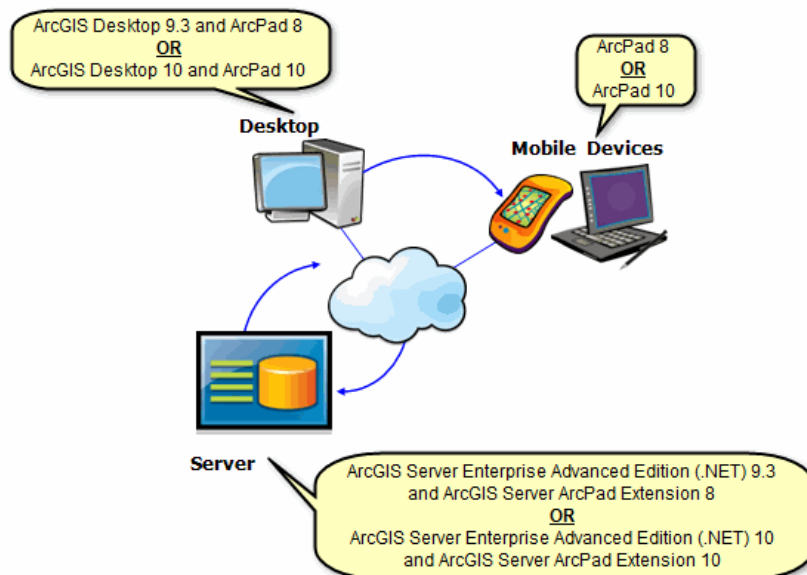 ArcGIS Desktop 9.3 and ArcPad 8
OR
ArcGIS Desktop 10 and ArcPad 10
ArcPad 8
OR
ArcPad 10
Desktop
Mobile Devices
Server
ArcGIS Server Enterprise Advanced Edition (.NET) 9.3
and ArcGIS Server ArcPad Extension 8
OR
ArcGIS Server Enterprise Advanced Edition (.NET) 10
and ArcGIS Server ArcPad Extension 10